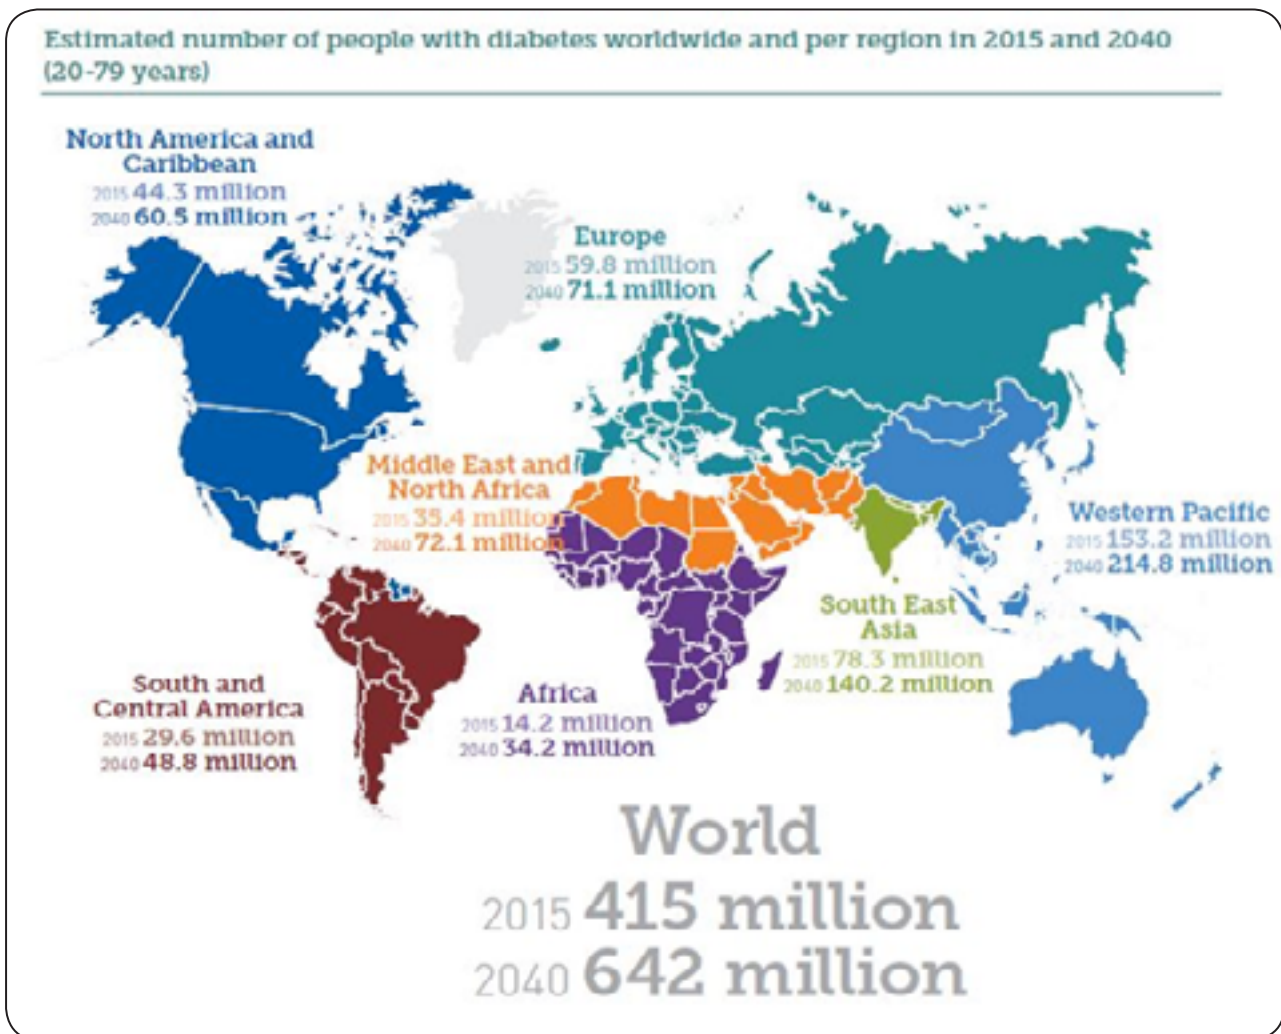 Estimated number of people with diabetes worldwide and per region in 2015 and 2040
(20-79 years)
North America and
Caribbean
2015 44.3 million
2040 60.5 million
Europe
2015 59.8 million
2040 71.1 million
Middle East and
North Africa
2015 35.4 million
2040 72.1 million
Western Pacific
2015 153.2 million
2040 214.8 million
South East
Asia
2015 78.3 million
2040 140.2 million
South and
Central America
2015 29.6 million
2040 48.8 million
Africa
2015 14.2 million
2040 34.2 million
World
2015 415 million
2040 642 million